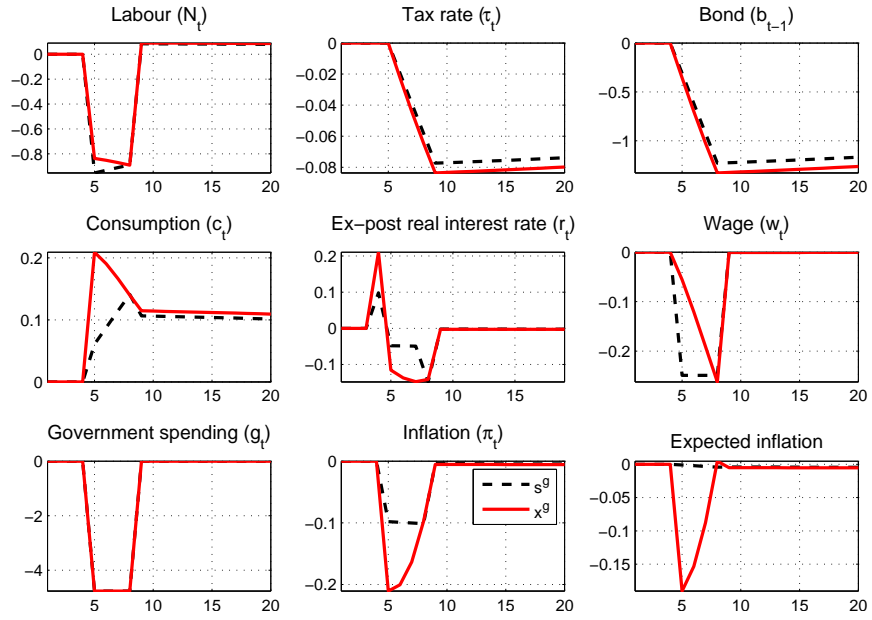 Labour (N_t)
Tax rate (τ_t)
Bond (b_{t−1})
0
−0.2
−0.4
−0.6
−0.8
5 10 15 20
0
−0.02
−0.04
−0.06
−0.08
5 10 15 20
0
−0.5
−1
5 10 15 20
Consumption (c_t)
Ex−post real interest rate (r_t)
Wage (w_t)
0.2
0.1
0
5 10 15 20
0.2
0.1
0
−0.1
5 10 15
0
−0.1
−0.2
5 10 15 20
Government spending (g_t)
Inflation (π_t)
Expected inflation
0
−2
−4
5 10 15 20
0
−0.1
−0.2
5 10 15 20
s^g
x^g
0
−0.05
−0.1
−0.15
5 10 15 20